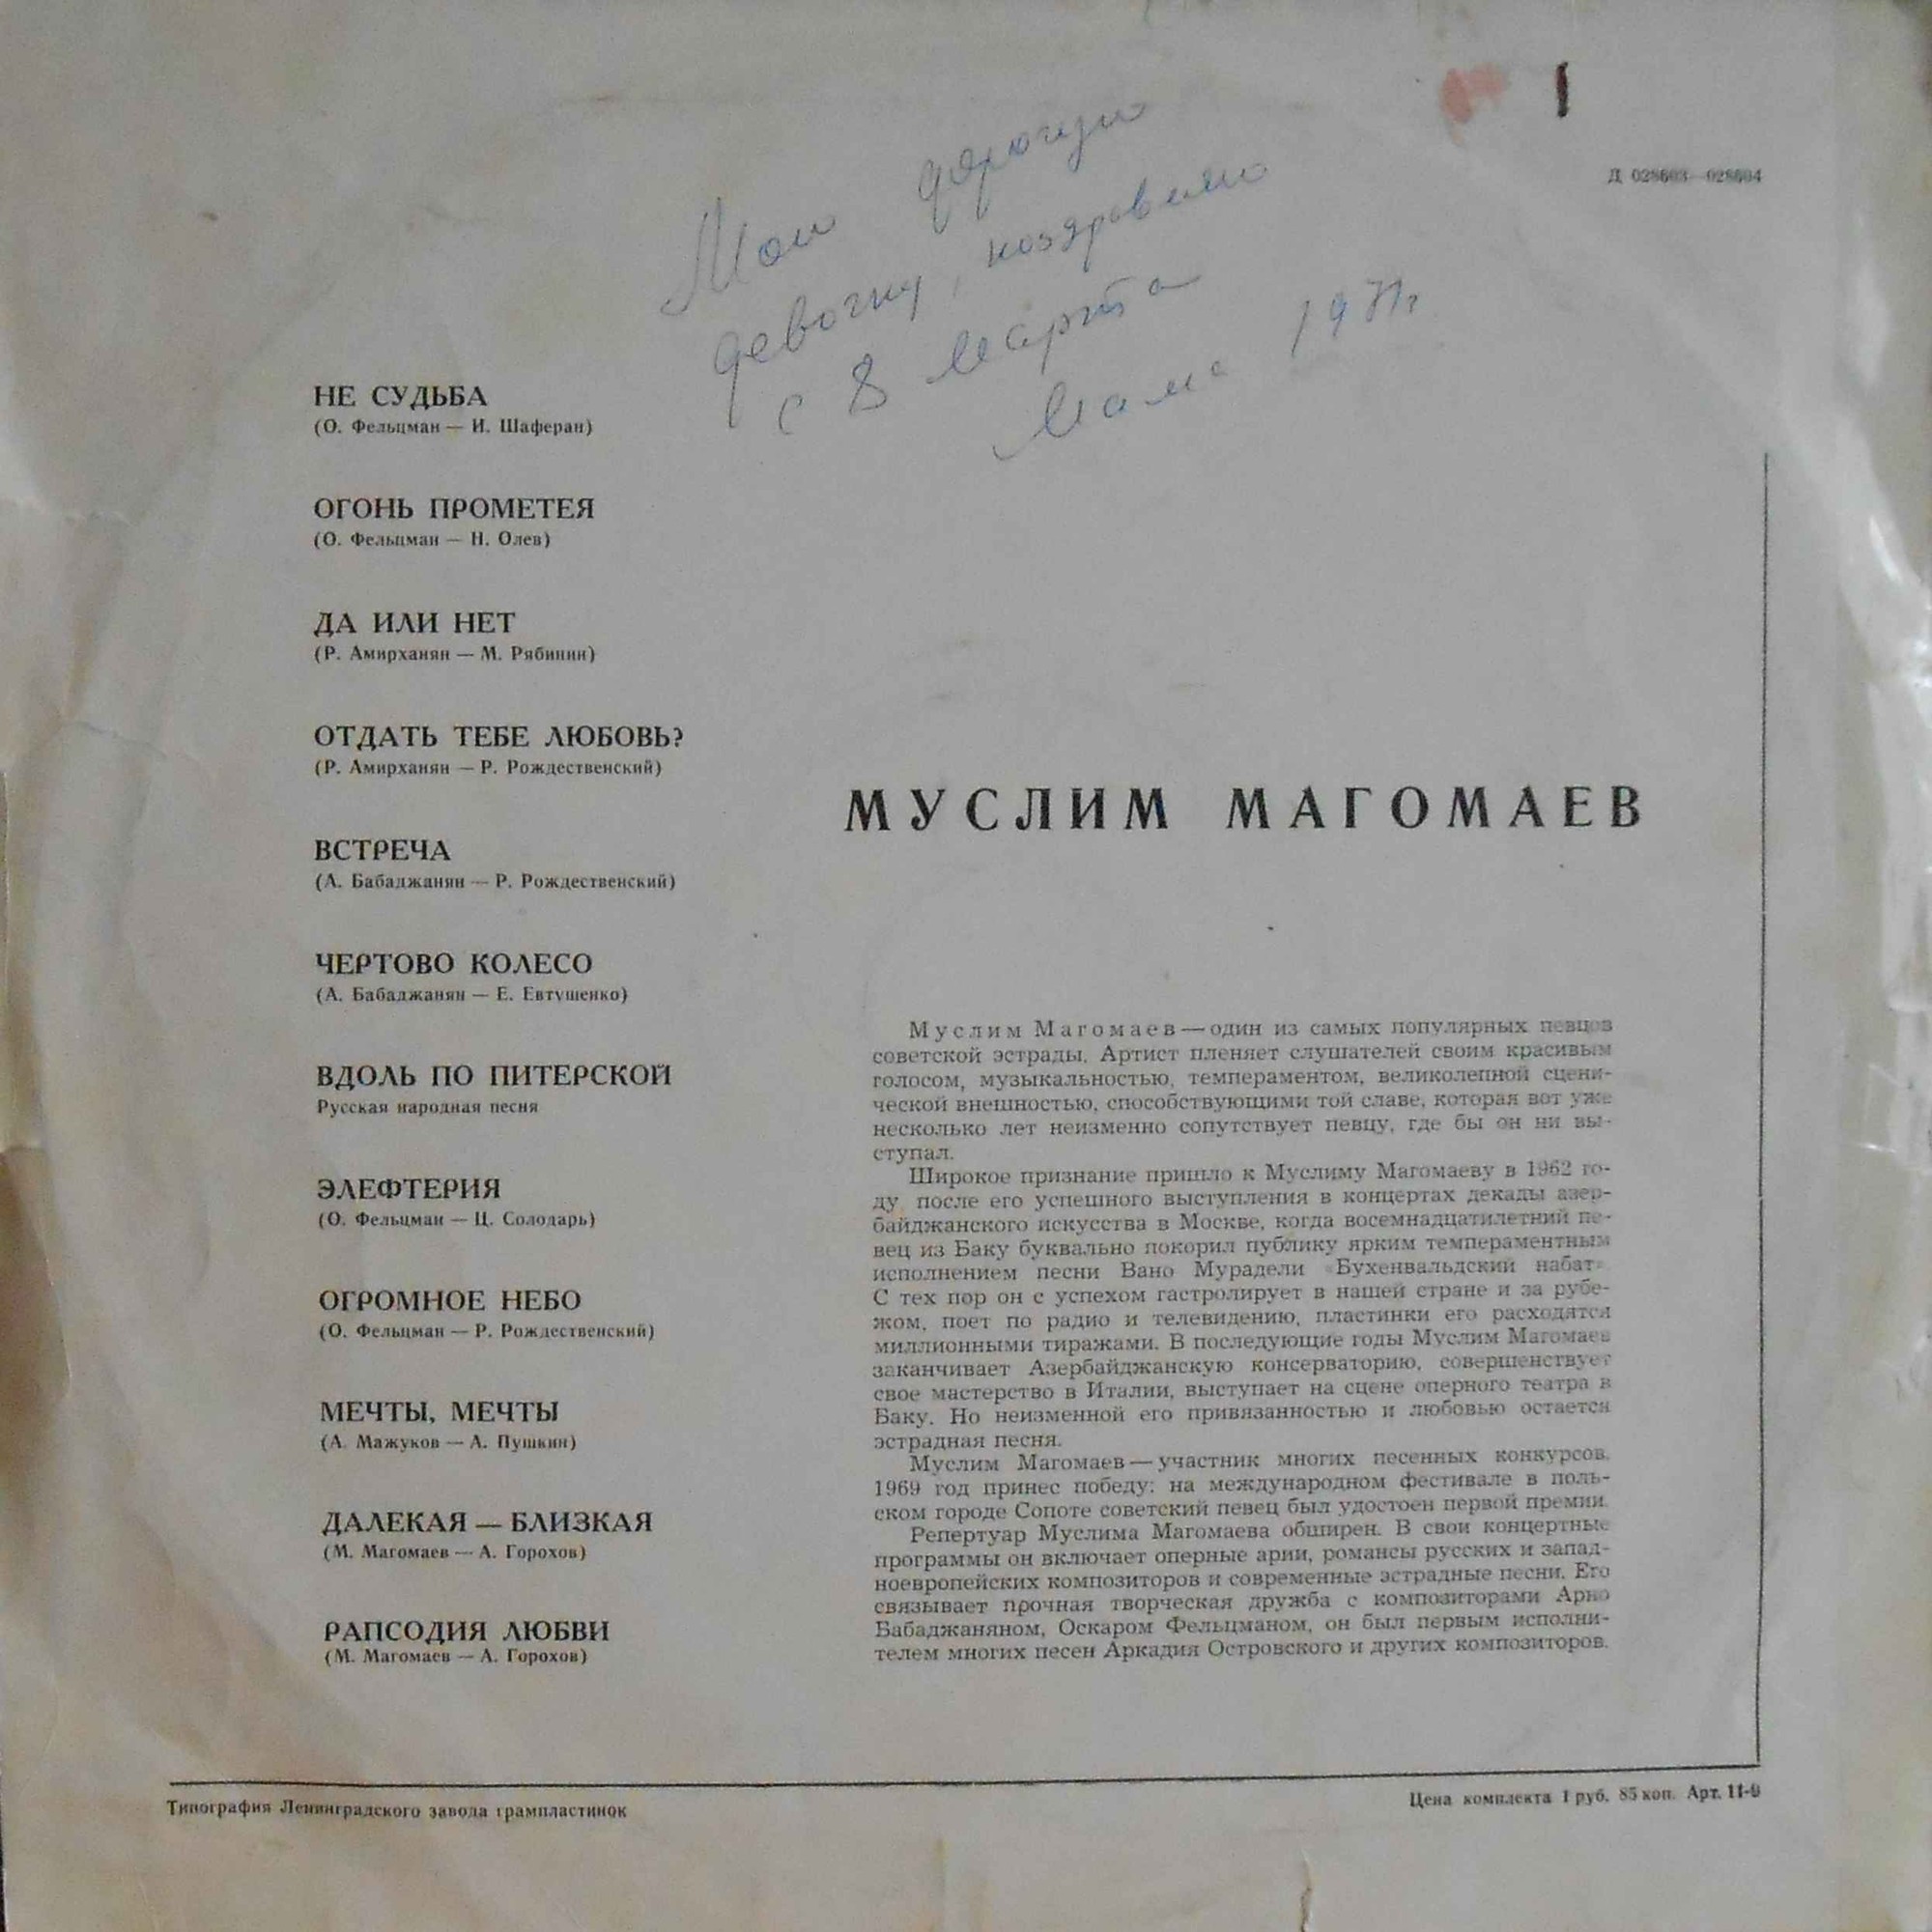 Мою дорогую
девочку, поздравляю
с 8 Марта
Мама 1971г
Д 028603—028604
НЕ СУДЬБА
(О. Фельцман — И. Шаферан)
ОГОНЬ ПРОМЕТЕЯ
(О. Фельцман — Н. Олев)
ДА ИЛИ НЕТ
(Р. Амирханян — М. Рябинин)
ОТДАТЬ ТЕБЕ ЛЮБОВЬ?
(Р. Амирханян — Р. Рождественский)
ВСТРЕЧА
(А. Бабаджанян — Р. Рождественский)
ЧЕРТОВО КОЛЕСО
(А. Бабаджанян — Е. Евтушенко)
ВДОЛЬ ПО ПИТЕРСКОЙ
Русская народная песня
ЭЛЕФТЕРИЯ
(О. Фельцман — Ц. Солодарь)
ОГРОМНОЕ НЕБО
(О. Фельцман — Р. Рождественский)
МЕЧТЫ, МЕЧТЫ
(А. Мажуков — А. Пушкин)
ДАЛЕКАЯ — БЛИЗКАЯ
(М. Магомаев — А. Горохов)
РАПСОДИЯ ЛЮБВИ
(М. Магомаев — А. Горохов)
МУСЛИМ МАГОМАЕВ
Муслим Магомаев — один из самых популярных певцов
советской эстрады. Артист пленяет слушателей своим красивым
голосом, музыкальностью, темпераментом, великолепной сцени-
ческой внешностью, способствующими той славе, которая вот уже
несколько лет неизменно сопутствует певцу, где бы он ни вы-
ступал.
Широкое признание пришло к Муслиму Магомаеву в 1962 го-
ду после его успешного выступления в концертах декады азер-
байджанского искусства в Москве, когда восемнадцатилетний пе-
вец из Баку буквально покорил публику ярким темпераментным
исполнением песни Вано Мурадели «Бухенвальдский набат»
С тех пор он с успехом гастролирует в нашей стране и за рубе-
жом, поет по радио и телевидению, пластинки его расходятся
миллионными тиражами. В последующие годы Муслим Магомаев
заканчивает Азербайджанскую консерваторию, совершенствует
свое мастерство в Италии, выступает на сцене оперного театра в
Баку. Но неизменной его привязанностью и любовью остается
эстрадная песня.
Муслим Магомаев — участник многих песенных конкурсов.
1969 год принес победу: на международном фестивале в поль-
ском городе Сопоте советский певец был удостоен первой премии.
Репертуар Муслима Магомаева обширен. В свои концертные
программы он включает оперные арии, романсы русских и запад-
ноевропейских композиторов и современные эстрадные песни. Его
связывает прочная творческая дружба с композиторами Арно
Бабаджаняном, Оскаром Фельцманом, он был первым исполни-
телем многих песен Аркадия Островского и других композиторов.
Типография Ленинградского завода грампластинок
Цена комплекта 1 руб. 85 коп. Арт. 11-9